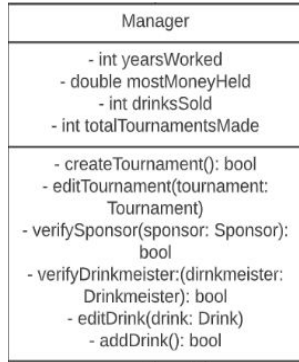 Manager
- int yearsWorked
- double mostMoneyHeld
- int drinksSold
- int totalTournamentsMade
- createTournament(): bool
- editTournament(tournament:
Tournament)
- verifySponsor(sponsor: Sponsor):
bool
- verifyDrinkmeister:(dirnkmeister:
Drinkmeister): bool
- editDrink(drink: Drink)
- addDrink(): bool